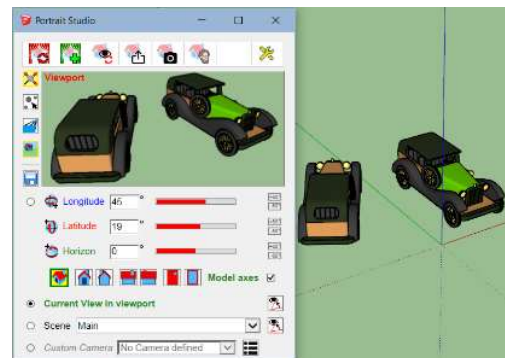 Portrait Studio
Viewport
Longitude 45 °
Latitude 19 °
Horizon 0 °
Model axes
Current View in viewport
Scene Main
Custom Camera No Camera defined